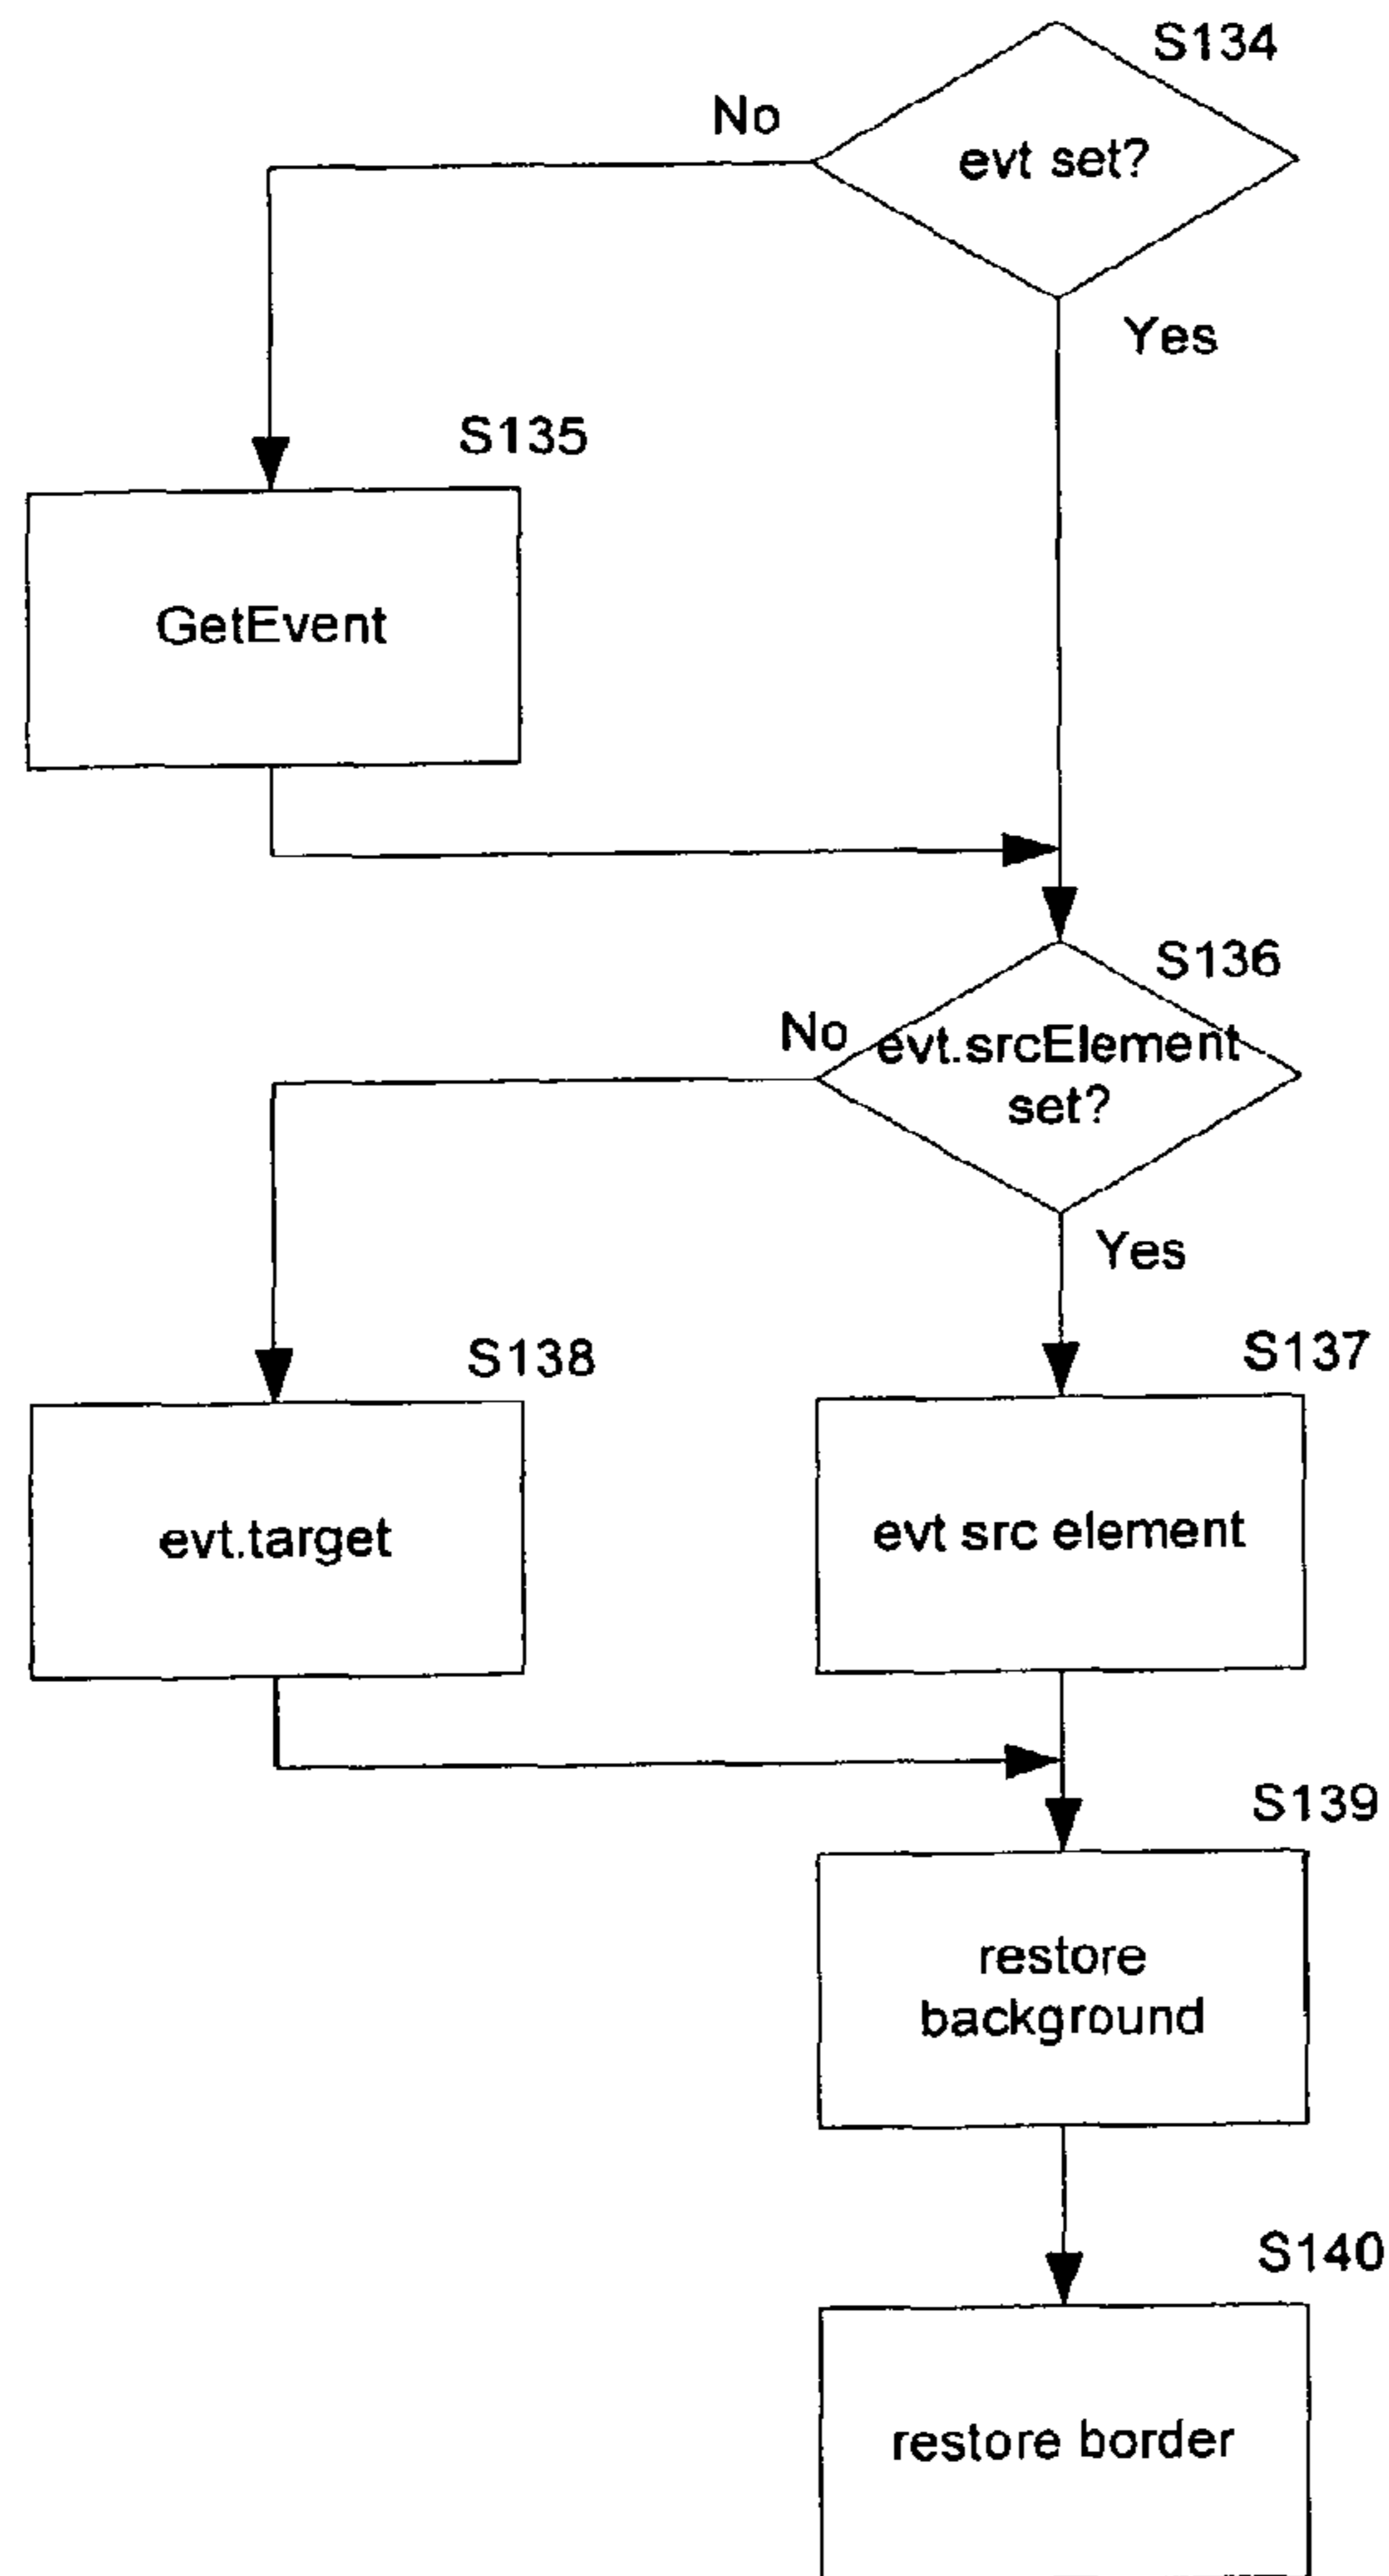 S134
No
evt set?
Yes
S135
GetEvent
S136
No
evt.srcElement
set?
Yes
S138
S137
evt.target
evt src element
S139
restore
background
S140
restore border